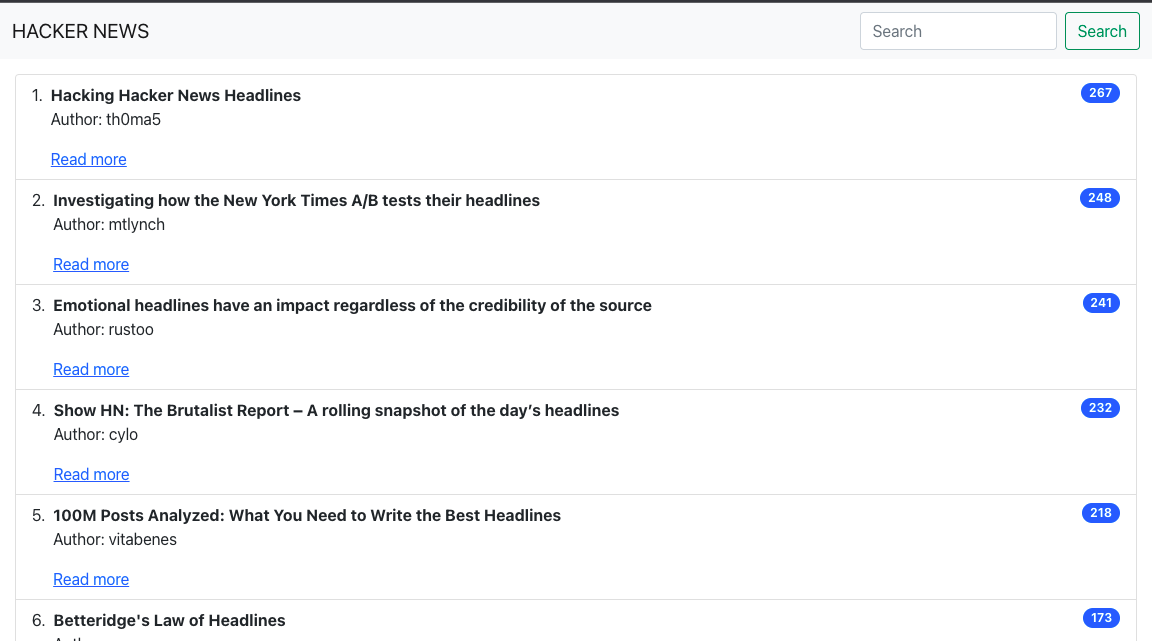 HACKER NEWS
Search
Search
1. Hacking Hacker News Headlines
267
Author: th0ma5
Read more
2. Investigating how the New York Times A/B tests their headlines
248
Author: mtlynch
Read more
3. Emotional headlines have an impact regardless of the credibility of the source
241
Author: rustoo
Read more
4. Show HN: The Brutalist Report – A rolling snapshot of the day’s headlines
232
Author: cylo
Read more
5. 100M Posts Analyzed: What You Need to Write the Best Headlines
218
Author: vitabenes
Read more
6. Betteridge's Law of Headlines
173